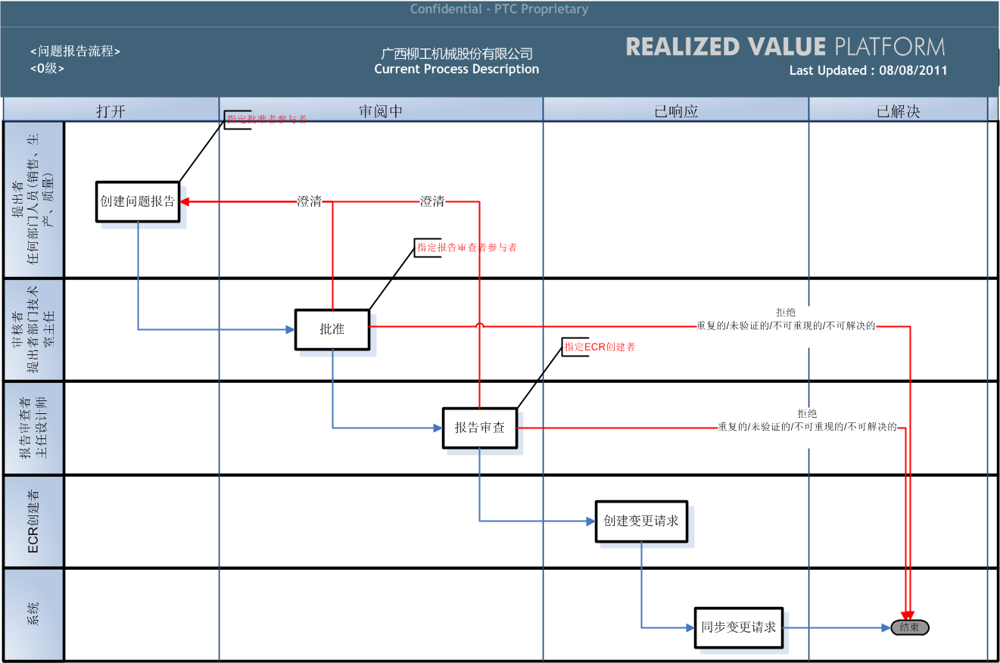 Confidential - PTC Proprietary
<问题报告流程>
<0级>
广西柳工机械股份有限公司
Current Process Description
REALIZED VALUE PLATFORM
Last Updated : 08/08/2011
打开
审阅中
已响应
已解决
提出者
任何部门人员(销售、生
产、质量)
指定批准者参与者
创建问题报告
澄清
澄清
指定报告审查者参与者
审核者
提出者部门技术
室主任
批准
拒绝
重复的/未验证的/不可重现的/不可解决的
指定ECR创建者
报告审查者
主任设计师
报告审查
拒绝
重复的/未验证的/不可重现的/不可解决的
ECR创建者
创建变更请求
系统
同步变更请求
结束